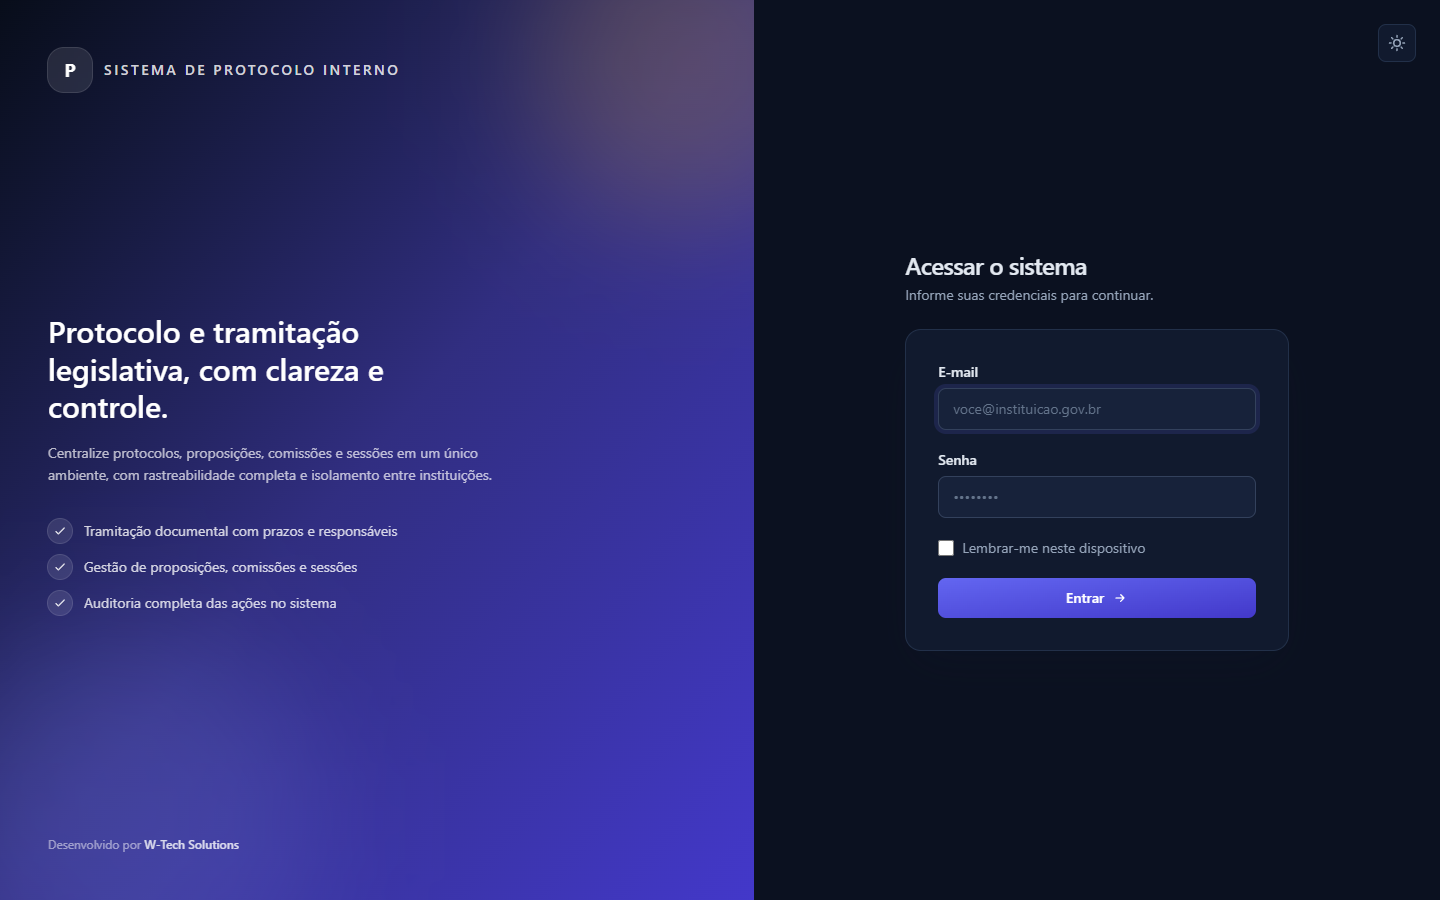 P
SISTEMA DE PROTOCOLO INTERNO
Protocolo e tramitação
legislativa, com clareza e
controle.
Centralize protocolos, proposições, comissões e sessões em um único
ambiente, com rastreabilidade completa e isolamento entre instituições.
Tramitação documental com prazos e responsáveis
Gestão de proposições, comissões e sessões
Auditoria completa das ações no sistema
Desenvolvido por W-Tech Solutions
Acessar o sistema
Informe suas credenciais para continuar.
E-mail
voce@instituicao.gov.br
Senha
••••••••
Lembrar-me neste dispositivo
Entrar →